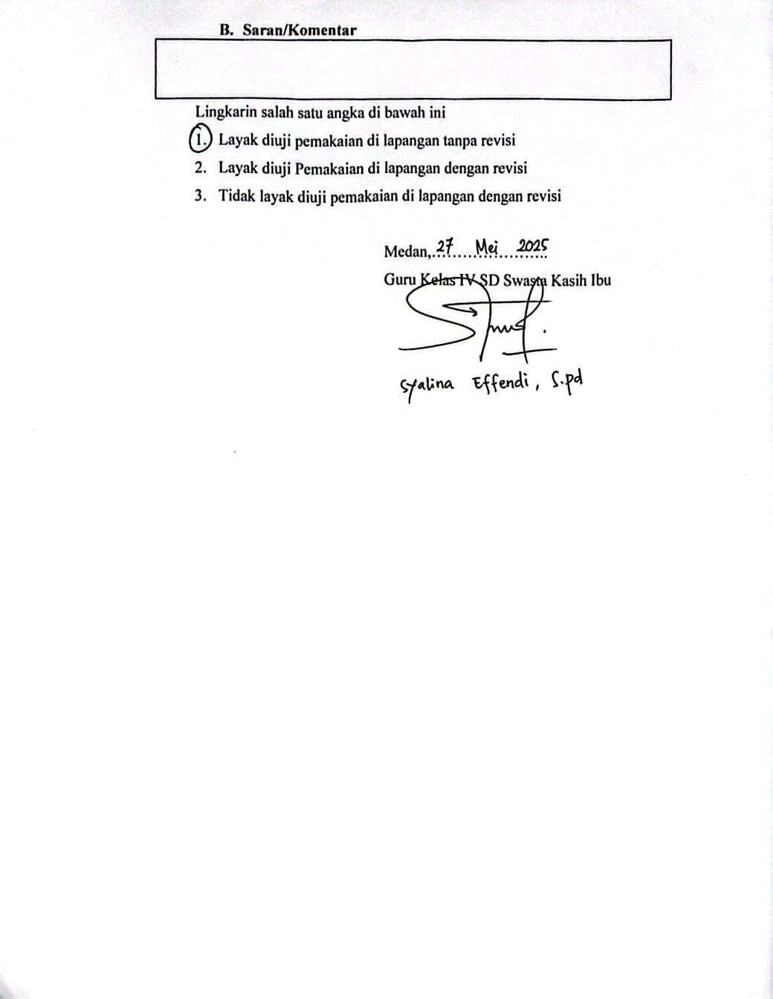 B. Saran/Komentar
Lingkarin salah satu angka di bawah ini
1. Layak diuji pemakaian di lapangan tanpa revisi
2. Layak diuji Pemakaian di lapangan dengan revisi
3. Tidak layak diuji pemakaian di lapangan dengan revisi
Medan, 27 Mei 2025
Guru Kelas IV SD Swasta Kasih Ibu
Syalina Effendi, S.pd